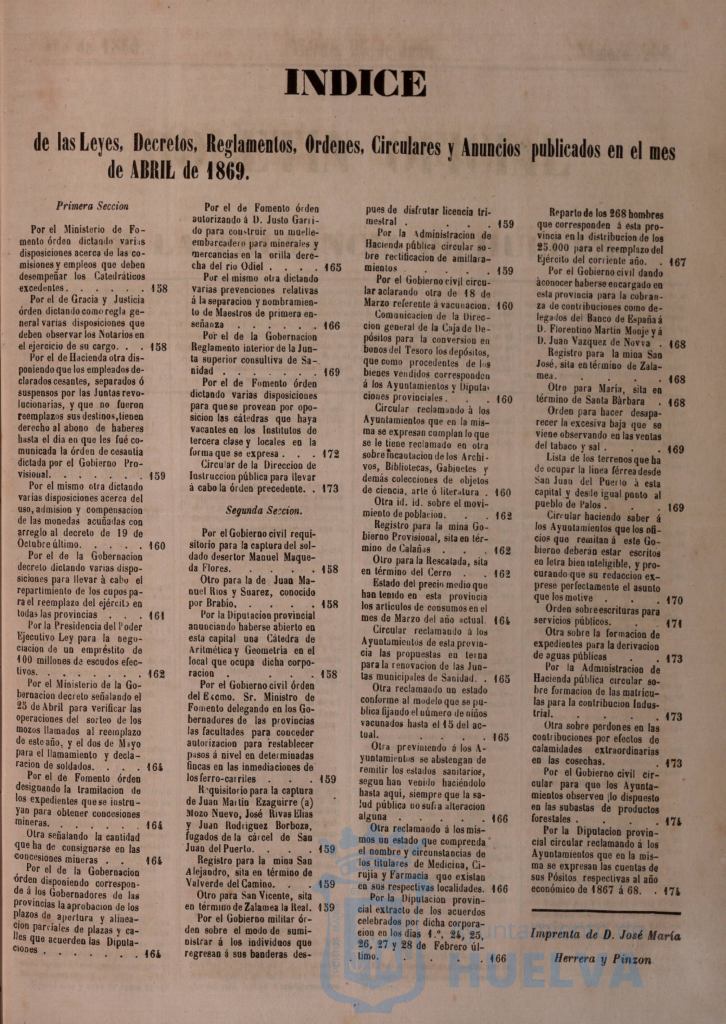 INDICE
de las Leyes, Decretos, Reglamentos, Ordenes, Circulares y Anuncios publicados en el mes
de ABRIL de 1869.
Primera Seccion
Por el Ministerio de Fo-
mento órden dictando varias
disposiciones acerca de las co-
misiones y empleos que deben
desempeñar los Catedráticos
excedentes. . . . . . . 158
Por el de Gracia y Justicia
órden dictando como regla ge-
neral varias disposiciones que
deben observar los Notarios en
el ejercicio de su cargo. . . 158
Por el de Hacienda otra dis-
poniendo que los empleados de-
clarados cesantes, separados ó
suspensos por las Juntas revo-
lucionarias, y que no fueron
reemplazos sus destinos, tienen
derecho al abono de haberes
hasta el dia en que les fué co-
municada la órden de cesantia
dictada por el Gobierno Pro-
visional. . . . . . . 159
Por el mismo otra dictando
varias disposiciones acerca del
uso, admision y compensacion
de las monedas acuñadas con
arreglo al decreto de 19 de
Octubre último. . . . . 160
Por el de la Gobernacion
decreto dictando varias dispo-
siciones para llevar à cabo el
repartimiento de los cupos pa-
ra el reemplazo del ejército en
todas las provincias . . . 161
Por la Presidencia del Poder
Ejecutivo Ley para la nego-
ciacion de un empréstito de
100 millones de escudos efec-
tivos. . . . . . . . 162
Por el Ministerio de la Go-
bernacion decreto señalando el
25 de Abril para verificar las
operaciones del sorteo de los
mozos llamados al reemplazo
de este año, y el dos de Mayo
para el llamamiento y decla-
racion de soldados. . . . 164
Por el de Fomento órden
designando la tramitacion de
los expedientes que se instru-
yan para obtener concesiones
mineras. . . . . . . 164
Otra señalando la cantidad
que ha de consignarse en las
concesiones mineras . . . 164
Por el de la Gobernacion
órden disponiendo correspon-
de á los Gobernadores de las
provincias la aprobacion de los
plazos de apertura y alinea-
cion parciales de plazas y ca-
lles que acuerden las Diputa-
ciones . . . . . . . 164
Por el de Fomento órden
autorizando á D. Justo Garri-
do para construir un muelle-
embarcadero para minerales y
mercancias en la orilla dere-
cha del rio Odiel . . . . 165
Por el mismo otra dictando
varias prevenciones relativas
á la separacion y nombramien-
to de Maestros de primera en-
señanza . . . . . . 166
Por el de la Gobernacion
Reglamento interior de la Jun-
ta superior consultiva de Sa-
nidad . . . . . . . 169
Por el de Fomento órden
dictando varias disposiciones
para que se provean por opo-
sicion las cátedras que haya
vacantes en los Institutos de
tercera clase y locales en la
forma que se expresa . . . 172
Circular de la Direccion de
Instruccion pública para llevar
á cabo la órden precedente. . 173
Segunda Seccion.
Por el Gobierno civil requi-
sitorio para la captura del sol-
dado desertor Manuel Maque-
da Flores. . . . . . 158
Otro para la de Juan Ma-
nuel Rios y Suarez, conocido
por Brabio. . . . . . 158
Por la Diputacion provincial
anunciando haberse abierto en
esta capital una Cátedra de
Aritmética y Geometria en el
local que ocupa dicha corpo-
racion . . . . . . . 158
Por el Gobierno civil órden
del Excmo. Sr. Ministro de
Fomento delegando en los Go-
bernadores de las provincias
las facultades para conceder
autorizacion para restablecer
pasos á nivel en determinadas
fincas en las inmediaciones de
los ferro-carriles . . . . 159
Requisitorio para la captura
de Juan Martin Ezaguirre (a)
Mozo Nuevo, José Rivas Elias
y Juan Rodriguez Borboza,
fugados de la cárcel de San
Juan del Puerto. . . . . 159
Registro para la mina San
Alejandro, sita en término de
Valverde del Camino. . . 159
Otro para San Vicente, sita
en término de Zalamea la Real. 159
Por el Gobierno militar ór-
den sobre el modo de sumi-
nistrar á los individuos que
regresan á sus banderas des-
pues de disfrutar licencia tri-
mestral . . . . . . . 159
Por la Administracion de
Hacienda pública circular so-
bre rectificacion de amillara-
mientos . . . . . . . 159
Por el Gobierno civil circu-
lar aclarando otra de 18 de
Marzo referente á vacunacion. 160
Comunicacion de la Direc-
cion general de la Caja de De-
pósitos para la conversion en
bonos del Tesoro los depósitos,
que como procedentes de los
bienes vendidos corresponden
á los Ayuntamientos y Diputa-
ciones provinciales. . . . 160
Circular reclamando à los
Ayuntamientos que en la mis-
ma se expresan cumplan lo que
se le tiene reclamado en otra
sobre incautacion de los Archi-
vos, Bibliotecas, Gabinetes y
demás colecciones de objetos
de ciencia, arte ó literatura . 160
Otra id. id. sobre el movi-
miento de poblacion. . . . 162
Registro para la mina Go-
bierno Provisional, sita en tér-
mino de Calañas . . . . 162
Otro para la Rescatada, sita
en término del Cerro . . . 162
Estado del precio medio que
han tenido en esta provincia
los articulos de consumos en el
mes de Marzo del año actual. 164
Circular reclamando á los
Ayuntamientos de esta provin-
cia las propuestas en terna
para la renovacion de las Jun-
tas municipales de Sanidad. . 165
Otra reclamando un estado
conforme al modelo que se pu-
blica fijando el número de niños
vacunados hasta el 15 del ac-
tual. . . . . . . . 165
Otra previniendo á los A-
yuntamientos se abstengan de
remitir los estados sanitarios,
segun han venido haciéndolo
hasta aqui, siempre que la sa-
lud pública no sufra alteracion
alguna . . . . . . . 166
Otra reclamando á los mis-
mos un estado que comprenda
el nombre y circunstancias de
los titulares de Medicina, Ci-
rujia y Farmacia que existan
en sus respectivas localidades. 166
Por la Diputacion provin-
cial extracto de los acuerdos
celebrados por dicha corpora-
cion en los dias 1.º, 24, 25,
26, 27 y 28 de Febrero úl-
timo. . . . . . . . 166
Reparto de los 268 hombres
que corresponden á esta pro-
vincia en la distribucion de los
25.000 para el reemplazo del
Ejército del corriente año. . 167
Por el Gobierno civil dando
à conocer haberse encargado en
esta provincia para la cobran-
za de contribuciones como de-
legados del Banco de España á
D. Fiorentino Martin Monje y á
D. Juan Vazquez de Novoa . 168
Registro para la mina San
José, sita en término de Zala-
mea. . . . . . . . 168
Otro para Maria, sita en
término de Santa Bàrbara . 168
Orden para hacer desapa-
recer la excesiva baja que se
viene observando en las ventas
del tabaco y sal . . . . . 169
Lista de los terrenos que ha
de ocupar la linea férrea desde
San Juan del Puerto à esta
capital y desde igual punto al
pueblo de Palos . . . . 169
Circular haciendo saber á
los Ayuntamientos que los ofi-
cios que remitan á este Go-
bierno deberán estar escritos
en letra bien inteligible, y pro-
curando que su redaccion ex-
prese perfectamente el asunto
que los motive . . . . 170
Orden sobre escrituras para
servicios públicos. . . . . 171
Otra sobre la formacion de
expedientes para la derivacion
de aguas públicas . . . . 173
Por la Administracion de
Hacienda pública circular so-
bre formacion de las matricu-
las para la contribucion Indus-
trial. . . . . . . . 173
Otra sobre perdones en las
contribuciones por efectos de
calamidades extraordinarias
en las cosechas. . . . . 173
Por el Gobierno civil cir-
cular para que los Ayunta-
mientos observen lo dispuesto
en las subastas de productos
forestales . . . . . . 174
Por la Diputacion provin-
cial circular reclamando á los
Ayuntamientos que en la mis-
ma se expresan las cuentas de
sus Pósitos respectivas al año
económico de 1867 á 68. . 174
Imprenta de D. José María
Herrera y Pinzon
HUELVA